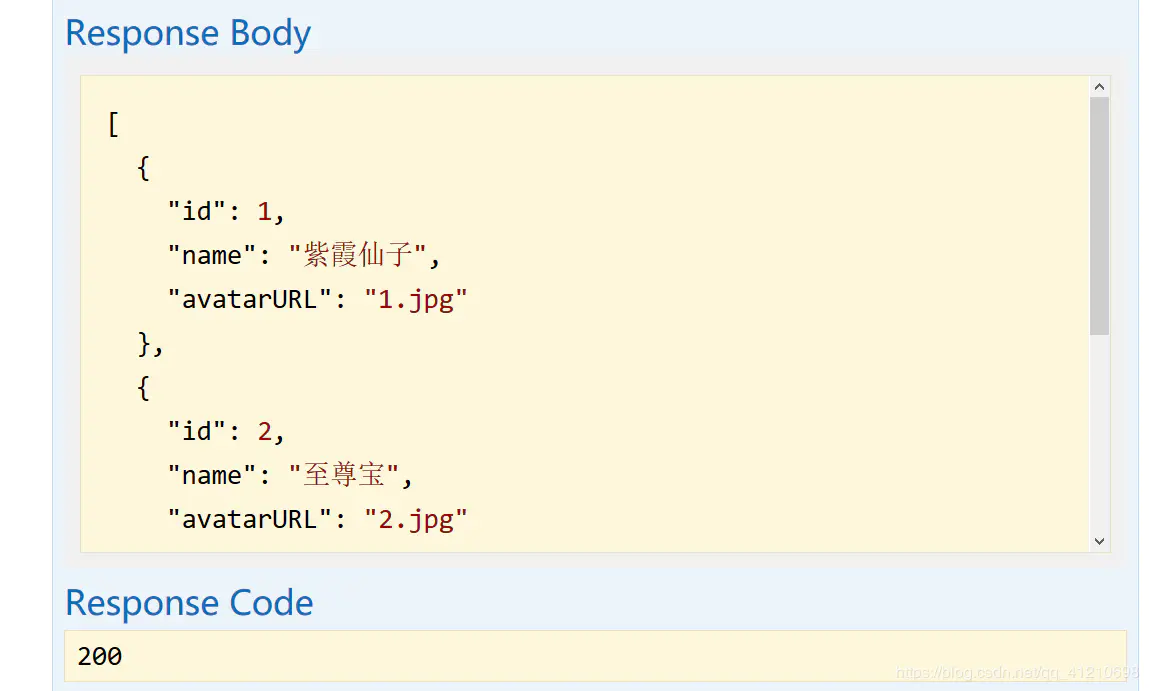 Response Body
[
{
"id": 1,
"name": "紫霞仙子",
"avatarURL": "1.jpg"
},
{
"id": 2,
"name": "至尊宝",
"avatarURL": "2.jpg"
Response Code
200
https://blog.csdn.net/qq_41210698